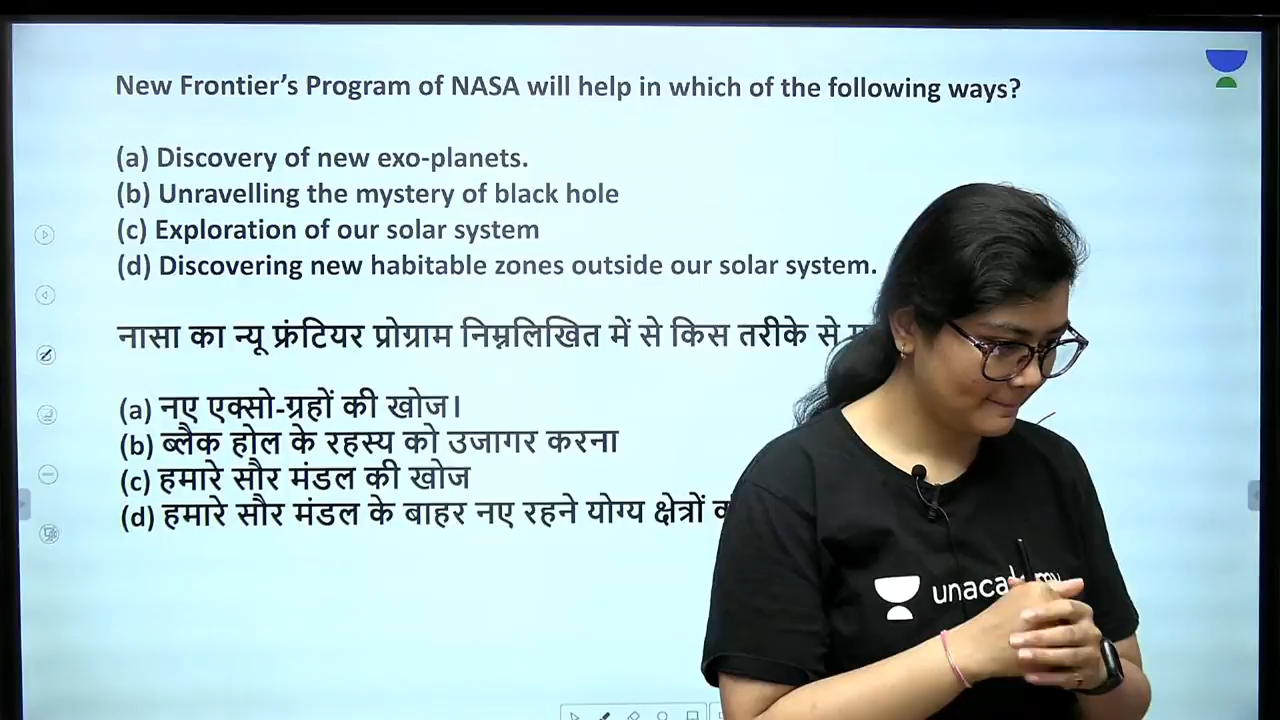 New Frontier’s Program of NASA will help in which of the following ways?
(a) Discovery of new exo-planets.
(b) Unravelling the mystery of black hole
(c) Exploration of our solar system
(d) Discovering new habitable zones outside our solar system.
नासा का न्यू फ्रंटियर प्रोग्राम निम्नलिखित में से किस तरीके से
(a) नए एक्सो-ग्रहों की खोज।
(b) ब्लैक होल के रहस्य को उजागर करना
(c) हमारे सौर मंडल की खोज
(d) हमारे सौर मंडल के बाहर नए रहने योग्य क्षेत्रों
unacademy